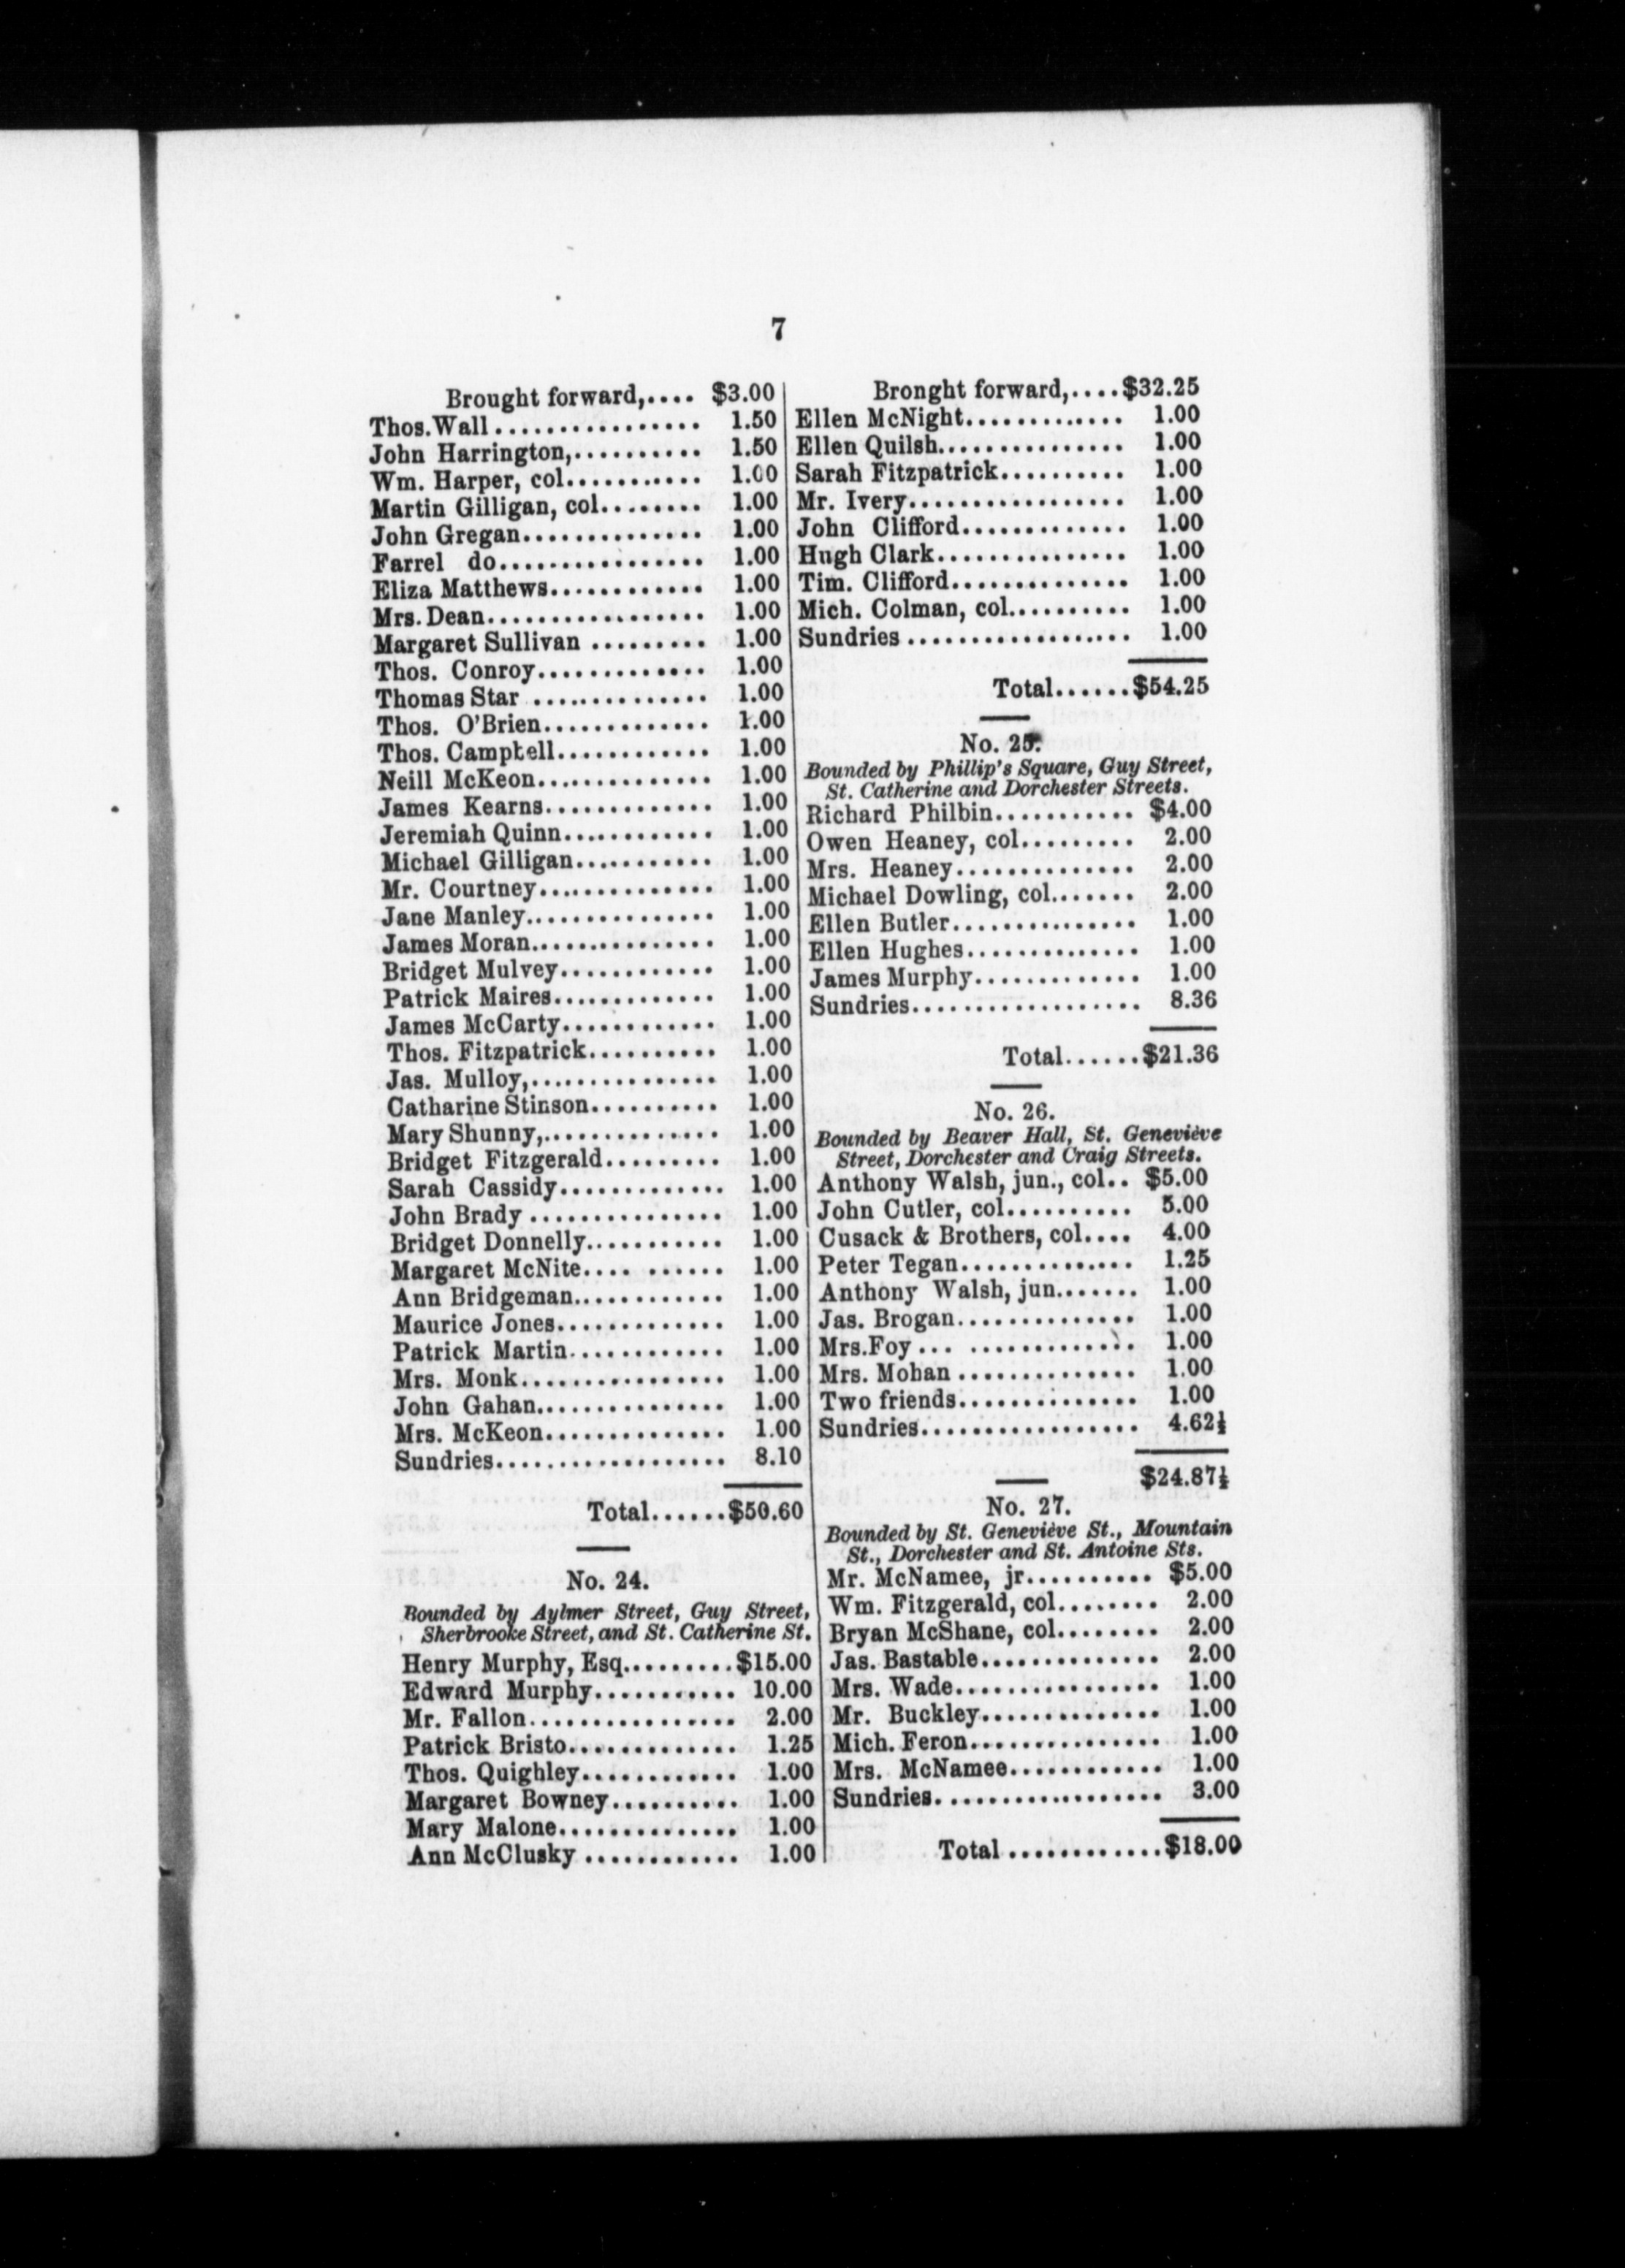 7
Brought forward,.... $3.00
Thos.Wall................ 1.50
John Harrington,.......... 1.50
Wm. Harper, col........... 1.00
Martin Gilligan, col........ 1.00
John Gregan.............. 1.00
Farrel do................ 1.00
Eliza Matthews............ 1.00
Mrs. Dean................. 1.00
Margaret Sullivan ......... 1.00
Thos. Conroy............. 1.00
Thomas Star .............. 1.00
Thos. O'Brien............. 1.00
Thos. Campbell............ 1.00
Neill McKeon.............. 1.00
James Kearns............. 1.00
Jeremiah Quinn............ 1.00
Michael Gilligan........... 1.00
Mr. Courtney.............. 1.00
Jane Manley............... 1.00
James Moran.............. 1.00
Bridget Mulvey............ 1.00
Patrick Maires............. 1.00
James McCarty............ 1.00
Thos. Fitzpatrick.......... 1.00
Jas. Mulloy,............... 1.00
Catharine Stinson.......... 1.00
Mary Shunny,.............. 1.00
Bridget Fitzgerald......... 1.00
Sarah Cassidy............. 1.00
John Brady ............... 1.00
Bridget Donnelly........... 1.00
Margaret McNite.... ...... 1.00
Ann Bridgeman............ 1.00
Maurice Jones............. 1.00
Patrick Martin............ 1.00
Mrs. Monk................ 1.00
John Gahan............... 1.00
Mrs. McKeon.............. 1.00
Sundries.................. 8.10
Total......$50.60
No. 24.
Bounded by Aylmer Street, Guy Street,
Sherbrooke Street, and St. Catherine St.
Henry Murphy, Esq.........$15.00
Edward Murphy........... 10.00
Mr. Fallon................ 2.00
Patrick Bristo............. 1.25
Thos. Quighley............ 1.00
Margaret Bowney.......... 1.00
Mary Malone.............. 1.00
Ann McClusky ............ 1.00
Bronght forward,....$32.25
Ellen McNight............. 1.00
Ellen Quilsh............... 1.00
Sarah Fitzpatrick.......... 1.00
Mr. Ivery................. 1.00
John Clifford............. 1.00
Hugh Clark............... 1.00
Tim. Clifford.............. 1.00
Mich. Colman, col.......... 1.00
Sundries .................. 1.00
Total......$54.25
No. 25.
Bounded by Phillip's Square, Guy Street,
St. Catherine and Dorchester Streets.
Richard Philbin........... $4.00
Owen Heaney, col......... 2.00
Mrs. Heaney.............. 2.00
Michael Dowling, col....... 2.00
Ellen Butler............... 1.00
Ellen Hughes.............. 1.00
James Murphy............. 1.00
Sundries................... 8.36
Total......$21.36
No. 26.
Bounded by Beaver Hall, St. Geneviève
Street, Dorchester and Craig Streets.
Anthony Walsh, jun., col.. $5.00
John Cutler, col.......... 5.00
Cusack & Brothers, col.... 4.00
Peter Tegan.............. 1.25
Anthony Walsh, jun....... 1.00
Jas. Brogan.............. 1.00
Mrs.Foy... ............. 1.00
Mrs. Mohan .............. 1.00
Two friends.............. 1.00
Sundries................. 4.62½
$24.87½
No. 27.
Bounded by St. Geneviève St., Mountain
St., Dorchester and St. Antoine Sts.
Mr. McNamee, jr.......... $5.00
Wm. Fitzgerald, col........ 2.00
Bryan McShane, col........ 2.00
Jas. Bastable.............. 2.00
Mrs. Wade................ 1.00
Mr. Buckley.............. 1.00
Mich. Feron............... 1.00
Mrs. McNamee............ 1.00
Sundries.................. 3.00
Total ............$18.00